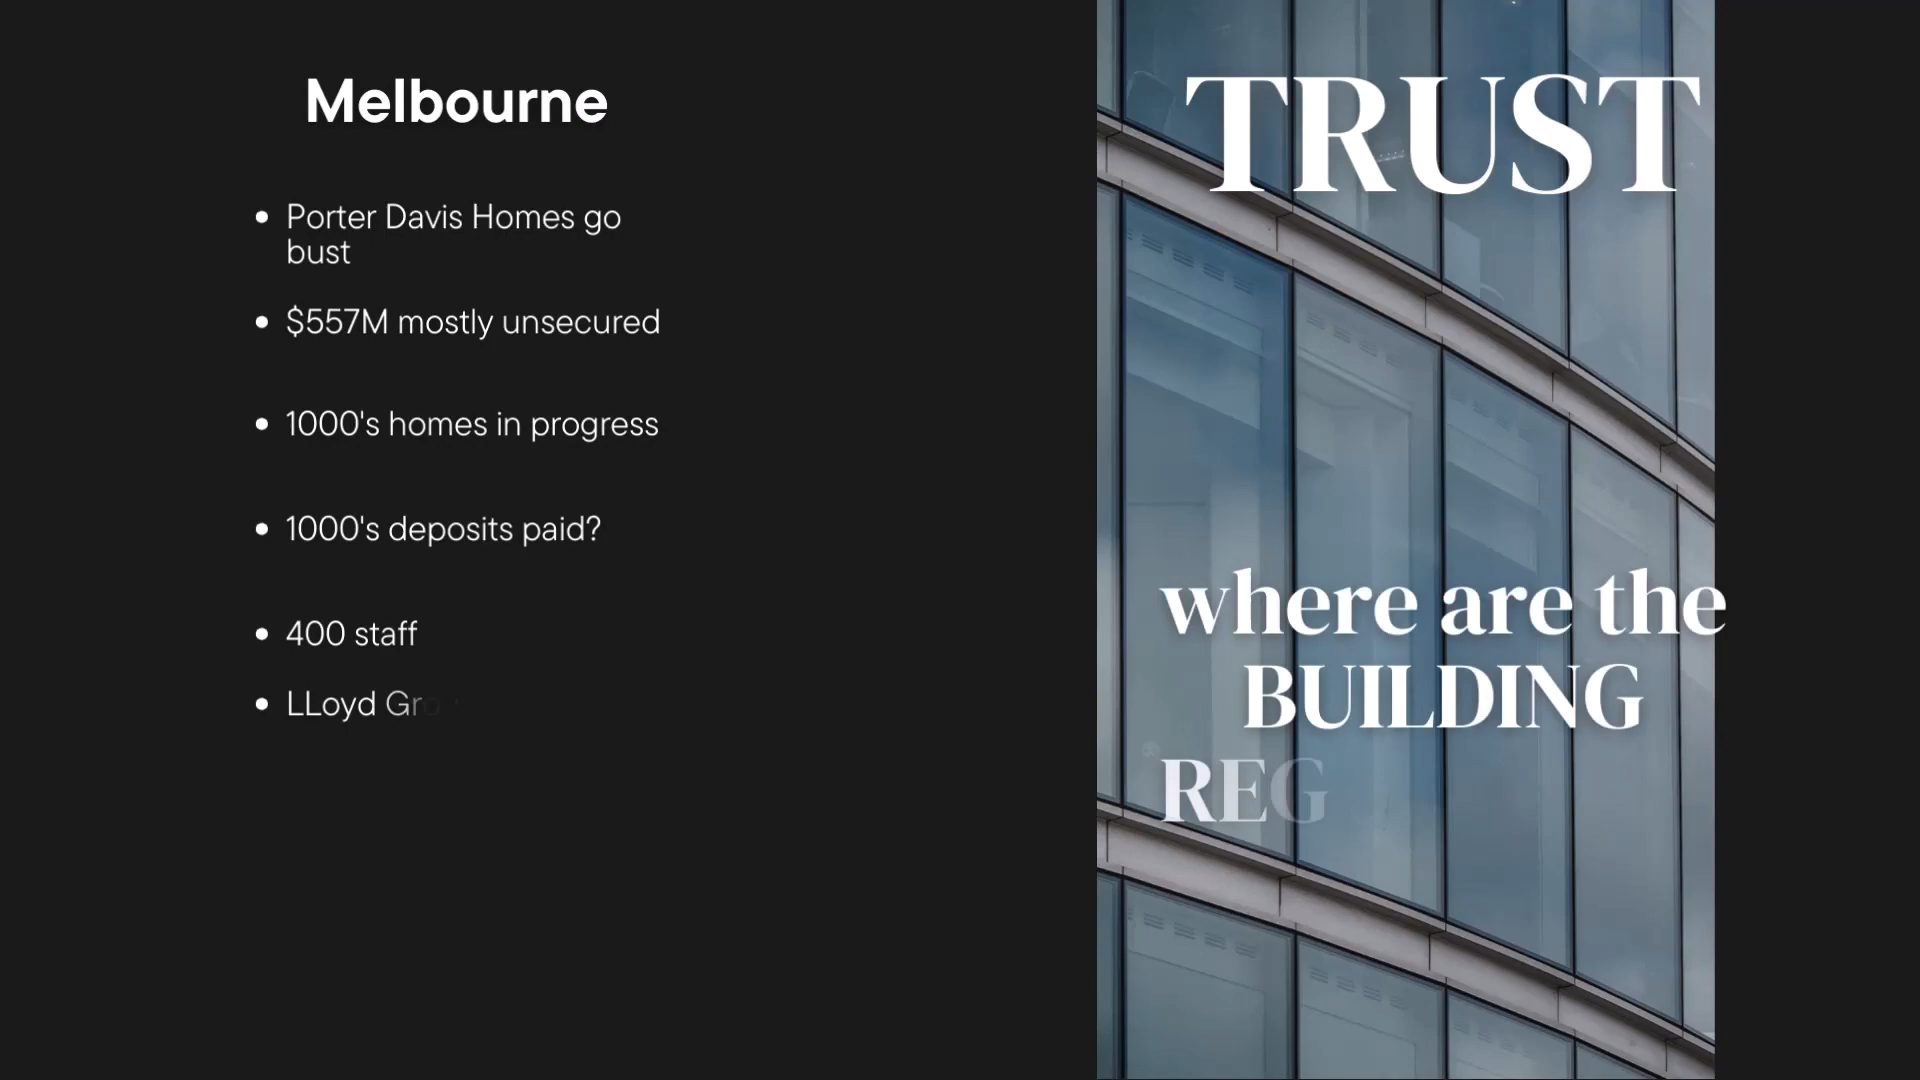 Melbourne
• Porter Davis Homes go
bust
• $557M mostly unsecured
• 1000's homes in progress
• 1000's deposits paid?
• 400 staff
• LLoyd Gro
TRUST
where are the
BUILDING
REG